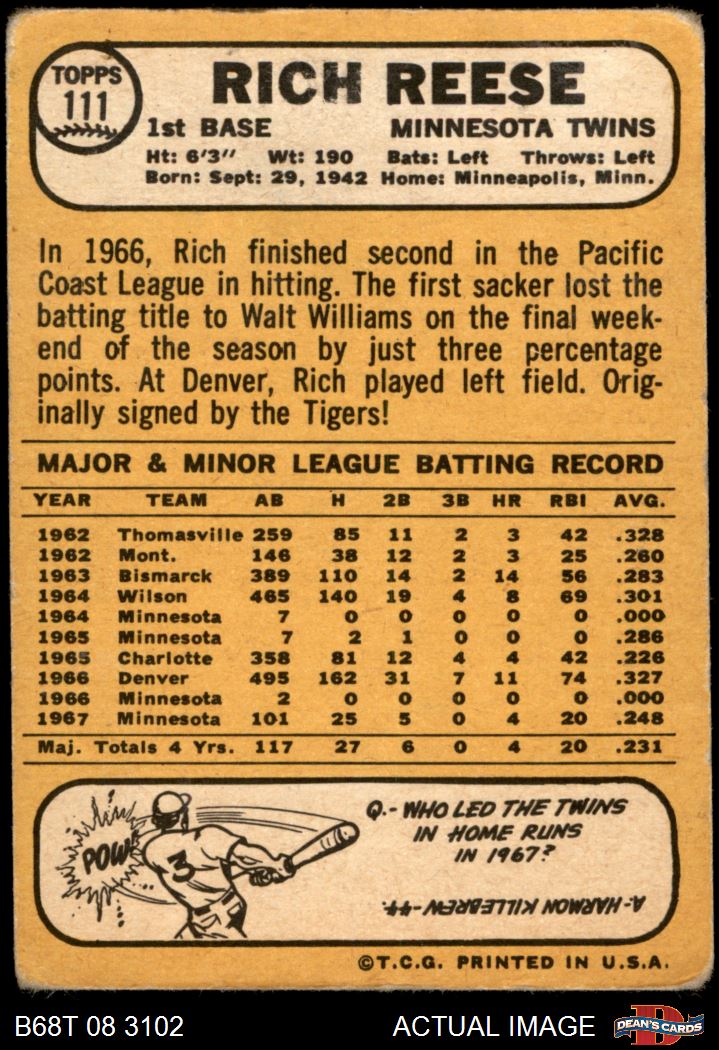 TOPPS
111
RICH REESE
1st BASE MINNESOTA TWINS
Ht: 6'3" Wt: 190 Bats: Left Throws: Left
Born: Sept: 29, 1942 Home: Minneapolis, Minn.
In 1966, Rich finished second in the Pacific
Coast League in hitting. The first sacker lost the
batting title to Walt Williams on the final week-
end of the season by just three percentage
points. At Denver, Rich played left field. Orig-
inally signed by the Tigers!
MAJOR & MINOR LEAGUE BATTING RECORD
YEAR TEAM AB H 2B 3B HR RBI AVG.
1962 Thomasville 259 85 11 2 3 42 .328
1962 Mont. 146 38 12 2 3 25 .260
1963 Bismarck 389 110 14 2 14 56 .283
1964 Wilson 465 140 19 4 8 69 .301
1964 Minnesota 7 0 0 0 0 0 .000
1965 Minnesota 7 2 1 0 0 0 .286
1965 Charlotte 358 81 12 4 4 42 .226
1966 Denver 495 162 31 7 11 74 .327
1966 Minnesota 2 0 0 0 0 0 .000
1967 Minnesota 101 25 5 0 4 20 .248
Maj. Totals 4 Yrs. 117 27 6 0 4 20 .231
POW!
3
Q.- WHO LED THE TWINS
IN HOME RUNS
IN 1967?
A- HARMON KILLEBREW - 44.
©T.C.G. PRINTED IN U.S.A.
B68T 08 3102 ACTUAL IMAGE
D
DEAN'S CARDS